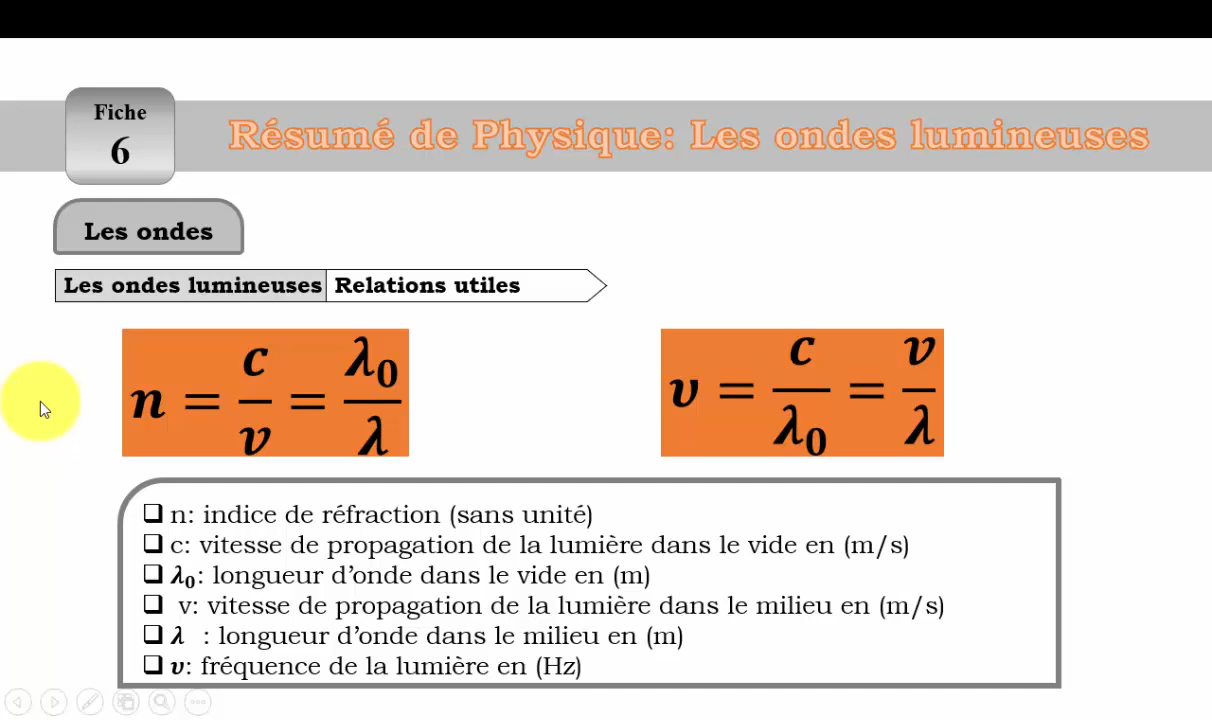 Fiche
6
Résumé de Physique: Les ondes lumineuses
Les ondes
Les ondes lumineuses Relations utiles
n = c/v = λ₀/λ
υ = c/λ₀ = v/λ
❑ n: indice de réfraction (sans unité)
❑ c: vitesse de propagation de la lumière dans le vide en (m/s)
❑ λ₀: longueur d’onde dans le vide en (m)
❑ v: vitesse de propagation de la lumière dans le milieu en (m/s)
❑ λ : longueur d’onde dans le milieu en (m)
❑ υ: fréquence de la lumière en (Hz)